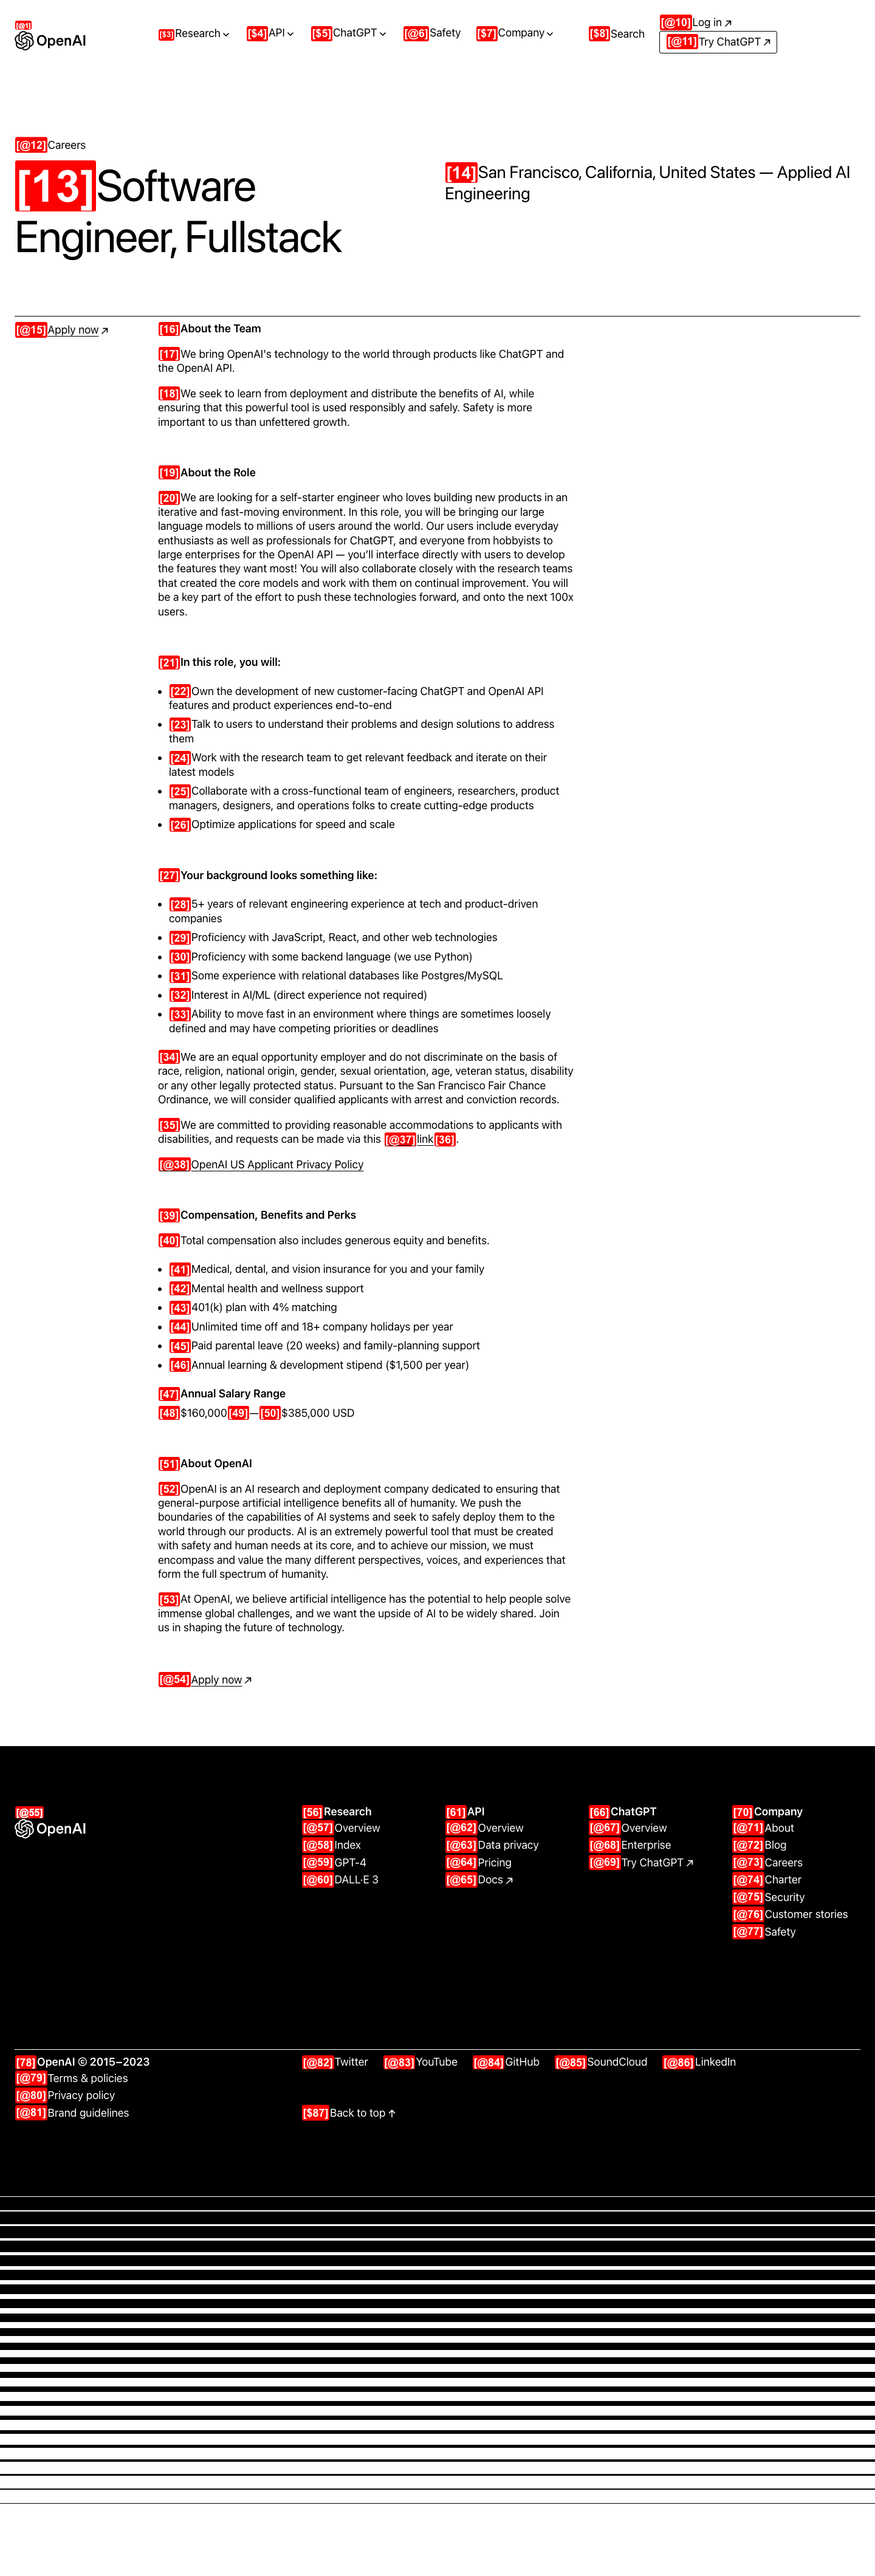 [@1]
OpenAI
[$3]Research
[$4]API
[$5]ChatGPT
[@6]Safety
[$7]Company
[$8]Search
[@10]Log in ↗
[@11]Try ChatGPT ↗
[@12]Careers
[13]Software
Engineer, Fullstack
[14]San Francisco, California, United States — Applied AI
Engineering
[@15]Apply now ↗
[16]About the Team
[17]We bring OpenAI's technology to the world through products like ChatGPT and
the OpenAI API.
[18]We seek to learn from deployment and distribute the benefits of AI, while
ensuring that this powerful tool is used responsibly and safely. Safety is more
important to us than unfettered growth.
[19]About the Role
[20]We are looking for a self-starter engineer who loves building new products in an
iterative and fast-moving environment. In this role, you will be bringing our large
language models to millions of users around the world. Our users include everyday
enthusiasts as well as professionals for ChatGPT, and everyone from hobbyists to
large enterprises for the OpenAI API — you'll interface directly with users to develop
the features they want most! You will also collaborate closely with the research teams
that created the core models and work with them on continual improvement. You will
be a key part of the effort to push these technologies forward, and onto the next 100x
users.
[21]In this role, you will:
• [22]Own the development of new customer-facing ChatGPT and OpenAI API
features and product experiences end-to-end
• [23]Talk to users to understand their problems and design solutions to address
them
• [24]Work with the research team to get relevant feedback and iterate on their
latest models
• [25]Collaborate with a cross-functional team of engineers, researchers, product
managers, designers, and operations folks to create cutting-edge products
• [26]Optimize applications for speed and scale
[27]Your background looks something like:
• [28]5+ years of relevant engineering experience at tech and product-driven
companies
• [29]Proficiency with JavaScript, React, and other web technologies
• [30]Proficiency with some backend language (we use Python)
• [31]Some experience with relational databases like Postgres/MySQL
• [32]Interest in AI/ML (direct experience not required)
• [33]Ability to move fast in an environment where things are sometimes loosely
defined and may have competing priorities or deadlines
[34]We are an equal opportunity employer and do not discriminate on the basis of
race, religion, national origin, gender, sexual orientation, age, veteran status, disability
or any other legally protected status. Pursuant to the San Francisco Fair Chance
Ordinance, we will consider qualified applicants with arrest and conviction records.
[35]We are committed to providing reasonable accommodations to applicants with
disabilities, and requests can be made via this [@37]link[36].
[@38]OpenAI US Applicant Privacy Policy
[39]Compensation, Benefits and Perks
[40]Total compensation also includes generous equity and benefits.
• [41]Medical, dental, and vision insurance for you and your family
• [42]Mental health and wellness support
• [43]401(k) plan with 4% matching
• [44]Unlimited time off and 18+ company holidays per year
• [45]Paid parental leave (20 weeks) and family-planning support
• [46]Annual learning & development stipend ($1,500 per year)
[47]Annual Salary Range
[48]$160,000[49]—[50]$385,000 USD
[51]About OpenAI
[52]OpenAI is an AI research and deployment company dedicated to ensuring that
general-purpose artificial intelligence benefits all of humanity. We push the
boundaries of the capabilities of AI systems and seek to safely deploy them to the
world through our products. AI is an extremely powerful tool that must be created
with safety and human needs at its core, and to achieve our mission, we must
encompass and value the many different perspectives, voices, and experiences that
form the full spectrum of humanity.
[53]At OpenAI, we believe artificial intelligence has the potential to help people solve
immense global challenges, and we want the upside of AI to be widely shared. Join
us in shaping the future of technology.
[@54]Apply now ↗
[@55]
OpenAI
[56]Research
[@57]Overview
[@58]Index
[@59]GPT-4
[@60]DALL·E 3
[61]API
[@62]Overview
[@63]Data privacy
[@64]Pricing
[@65]Docs ↗
[66]ChatGPT
[@67]Overview
[@68]Enterprise
[@69]Try ChatGPT ↗
[70]Company
[@71]About
[@72]Blog
[@73]Careers
[@74]Charter
[@75]Security
[@76]Customer stories
[@77]Safety
[78]OpenAI © 2015–2023
[@79]Terms & policies
[@80]Privacy policy
[@81]Brand guidelines
[@82]Twitter
[@83]YouTube
[@84]GitHub
[@85]SoundCloud
[@86]LinkedIn
[$87]Back to top ↑